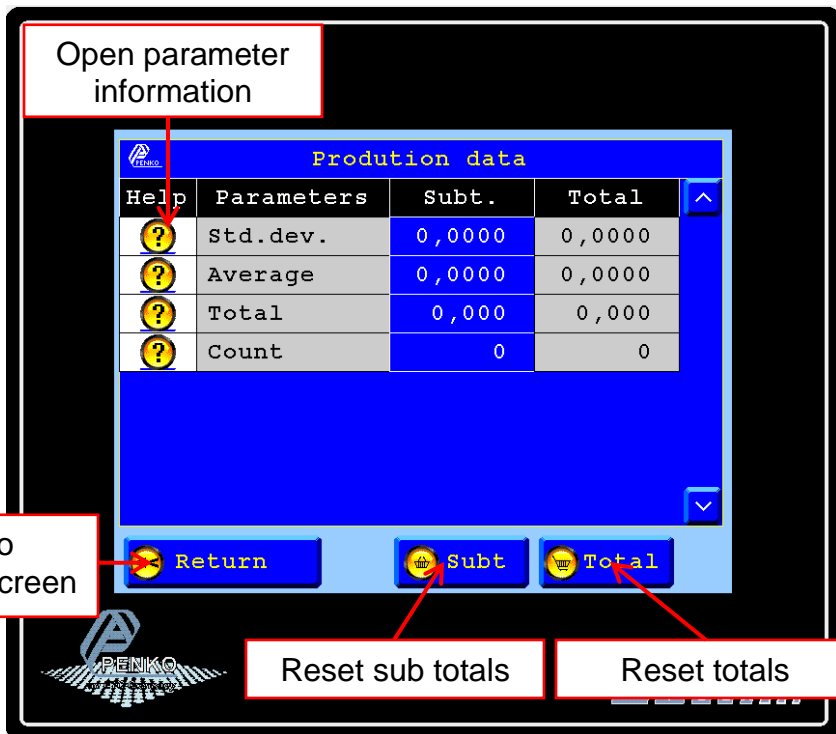 Open parameter
information
PENKO
Prodution data
Help Parameters Subt. Total
? Std.dev. 0,0000 0,0000
? Average 0,0000 0,0000
? Total 0,000 0,000
? Count 0 0
o
creen
Return Subt Total
PENKO
Reset sub totals Reset totals